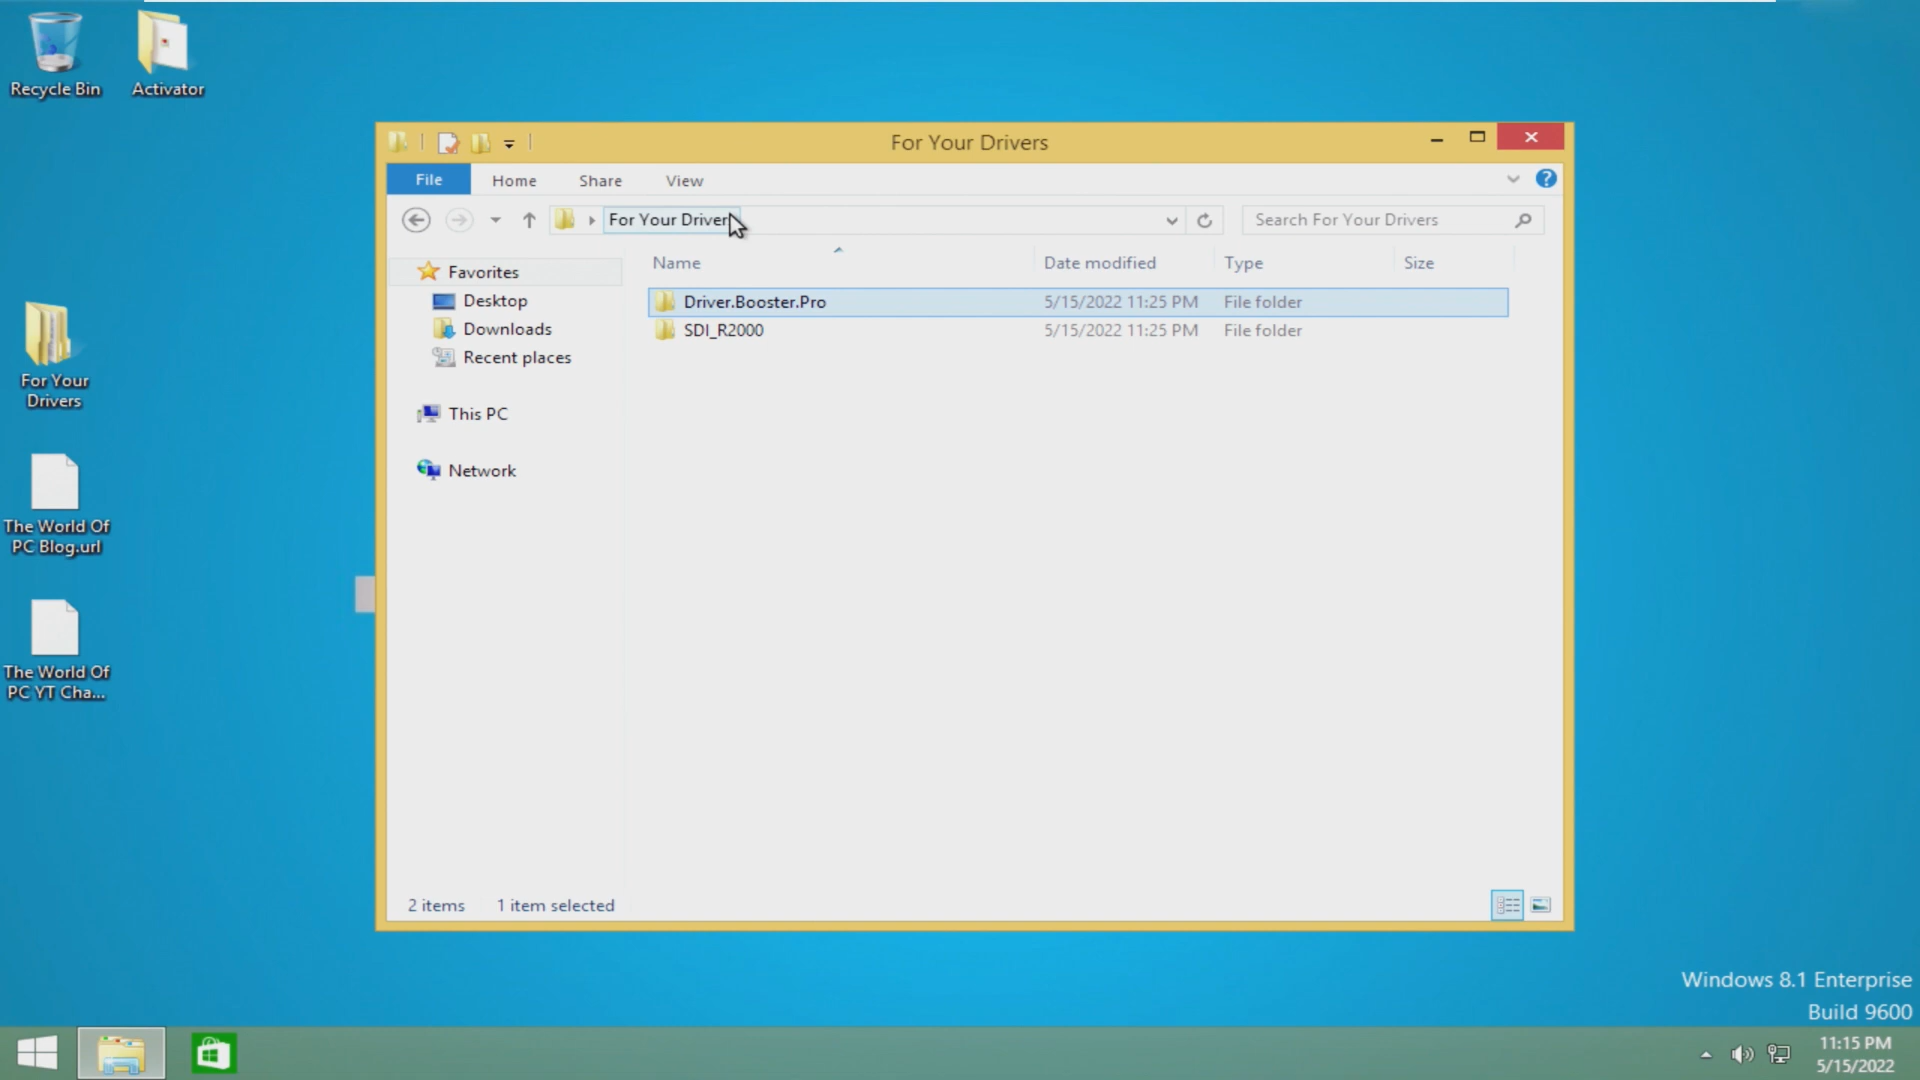 Recycle Bin
Activator
For Your Drivers
File
Home
Share
View
For Your Driver
Search For Your Drivers
Name
Date modified
Type
Size
Favorites
Desktop
Downloads
Recent places
This PC
Network
Driver.Booster.Pro 5/15/2022 11:25 PM File folder
SDI_R2000 5/15/2022 11:25 PM File folder
For Your
Drivers
The World Of
PC Blog.url
The World Of
PC YT Cha...
2 items
1 item selected
Windows 8.1 Enterprise
Build 9600
11:15 PM
5/15/2022